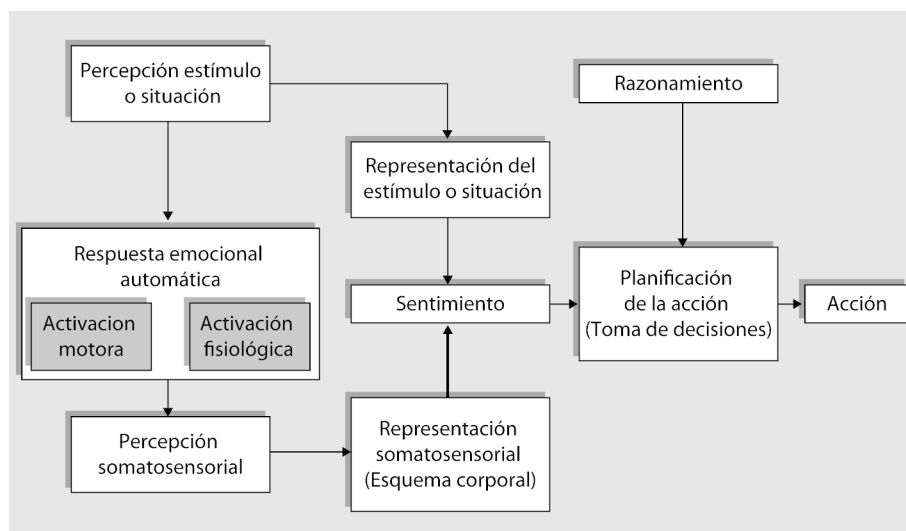 Percepción estímulo
o situación
Razonamiento
Representación del
estímulo o situación
Respuesta emocional
automática
Activacion
motora
Activación
fisiológica
Sentimiento
Planificación
de la acción
(Toma de decisiones)
Acción
Percepción
somatosensorial
Representación
somatosensorial
(Esquema corporal)